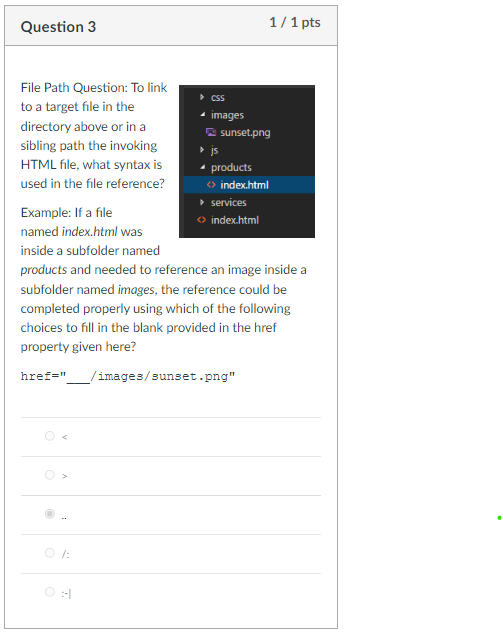 Question 3
1 / 1 pts
File Path Question: To link
to a target file in the
directory above or in a
sibling path the invoking
HTML file, what syntax is
used in the file reference?
css
images
sunset.png
js
products
index.html
services
index.html
Example: If a file
named index.html was
inside a subfolder named
products and needed to reference an image inside a
subfolder named images, the reference could be
completed properly using which of the following
choices to fill in the blank provided in the href
property given here?
href="___/images/sunset.png"
<
>
..
/:
:-|